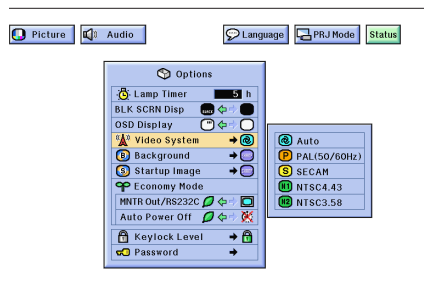 Picture Audio Language PRJ Mode Status
Options
Lamp Timer 5 h
BLK SCRN Disp
OSD Display
Video System
Background
Startup Image
Economy Mode
MNTR Out/RS232C
Auto Power Off
Keylock Level
Password
Auto
P PAL(50/60Hz)
S SECAM
N1 NTSC4.43
N2 NTSC3.58